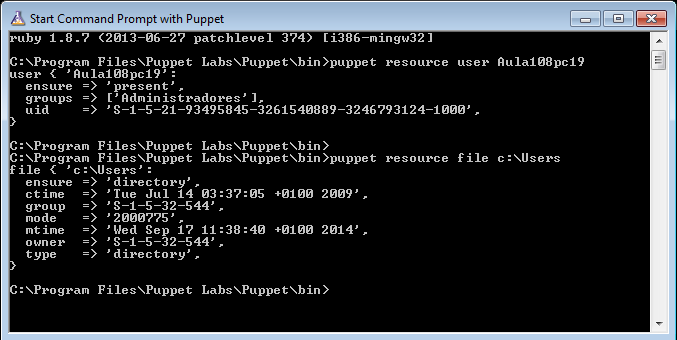 Start Command Prompt with Puppet
ruby 1.8.7 (2013-06-27 patchlevel 374) [i386-mingw32]
C:\Program Files\Puppet Labs\Puppet\bin>puppet resource user Aula108pc19
user { 'Aula108pc19':
  ensure => 'present',
  groups => ['Administradores'],
  uid    => 'S-1-5-21-93495845-3261540889-3246793124-1000',
}
C:\Program Files\Puppet Labs\Puppet\bin>
C:\Program Files\Puppet Labs\Puppet\bin>puppet resource file c:\Users
file { 'c:\Users':
  ensure => 'directory',
  ctime  => 'Tue Jul 14 03:37:05 +0100 2009',
  group  => 'S-1-5-32-544',
  mode   => '2000775',
  mtime  => 'Wed Sep 17 11:38:40 +0100 2014',
  owner  => 'S-1-5-32-544',
  type   => 'directory',
}
C:\Program Files\Puppet Labs\Puppet\bin>